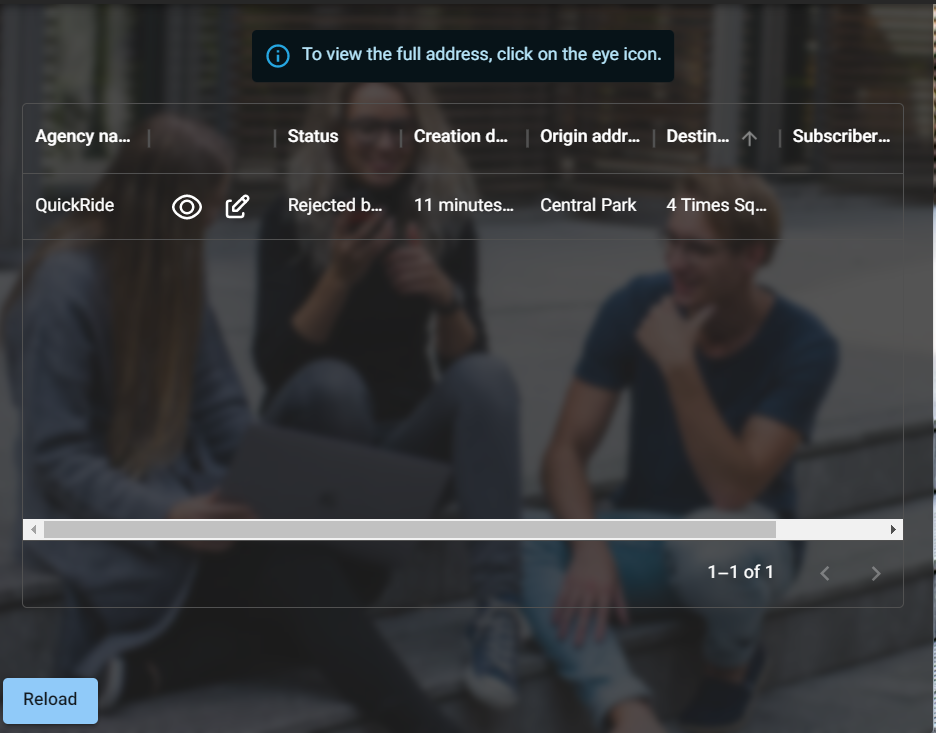 To view the full address, click on the eye icon.
Agency na... Status Creation d... Origin addr... Destin... Subscriber...
QuickRide Rejected b... 11 minutes... Central Park 4 Times Sq...
1–1 of 1
Reload